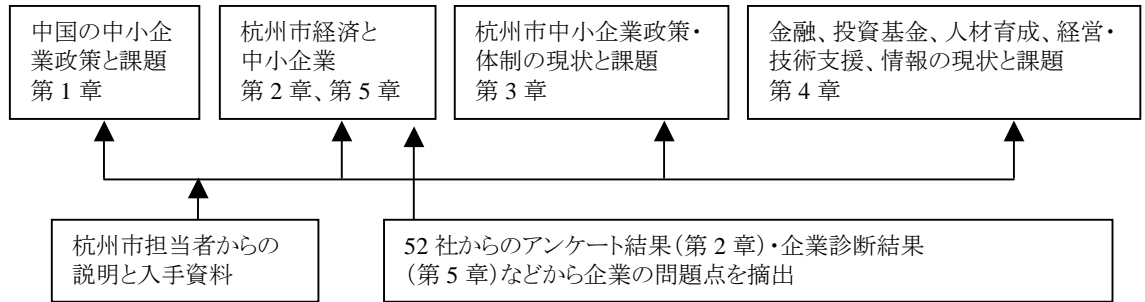 中国の中小企
業政策と課題
第 1 章
杭州市経済と
中小企業
第 2 章、第 5 章
杭州市中小企業政策・
体制の現状と課題
第 3 章
金融、投資基金、人材育成、経営・
技術支援、情報の現状と課題
第 4 章
杭州市担当者からの
説明と入手資料
52 社からのアンケート結果(第 2 章)・企業診断結果
(第 5 章)などから企業の問題点を摘出